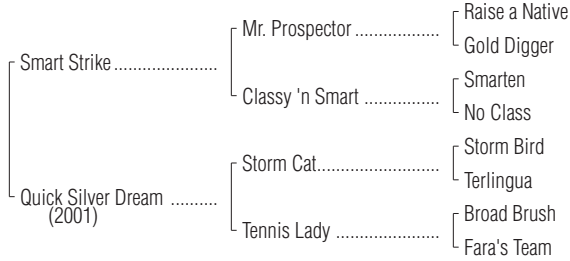 Raise a Native
Mr. Prospector ..................
Gold Digger
Smart Strike ......................
Smarten
Classy 'n Smart ................
No Class
Storm Bird
Storm Cat..........................
Terlingua
Quick Silver Dream ..........
(2001)
Broad Brush
Tennis Lady ......................
Fara's Team